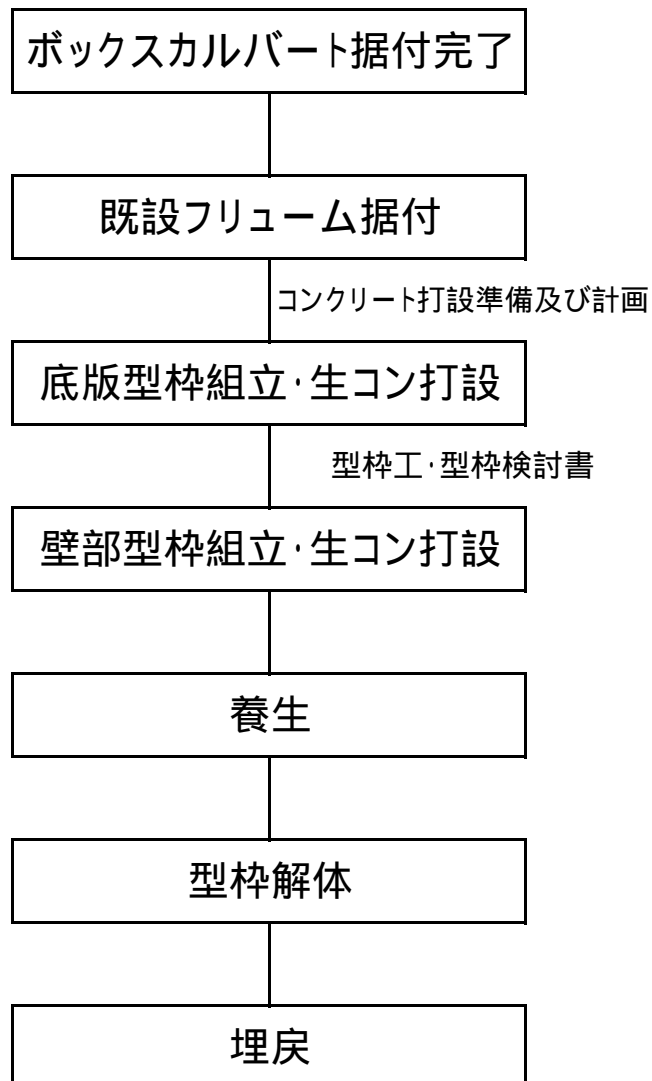 ボックスカルバート据付完了
既設フリューム据付
コンクリート打設準備及び計画
底版型枠組立・生コン打設
型枠工・型枠検討書
壁部型枠組立・生コン打設
養生
型枠解体
埋戻